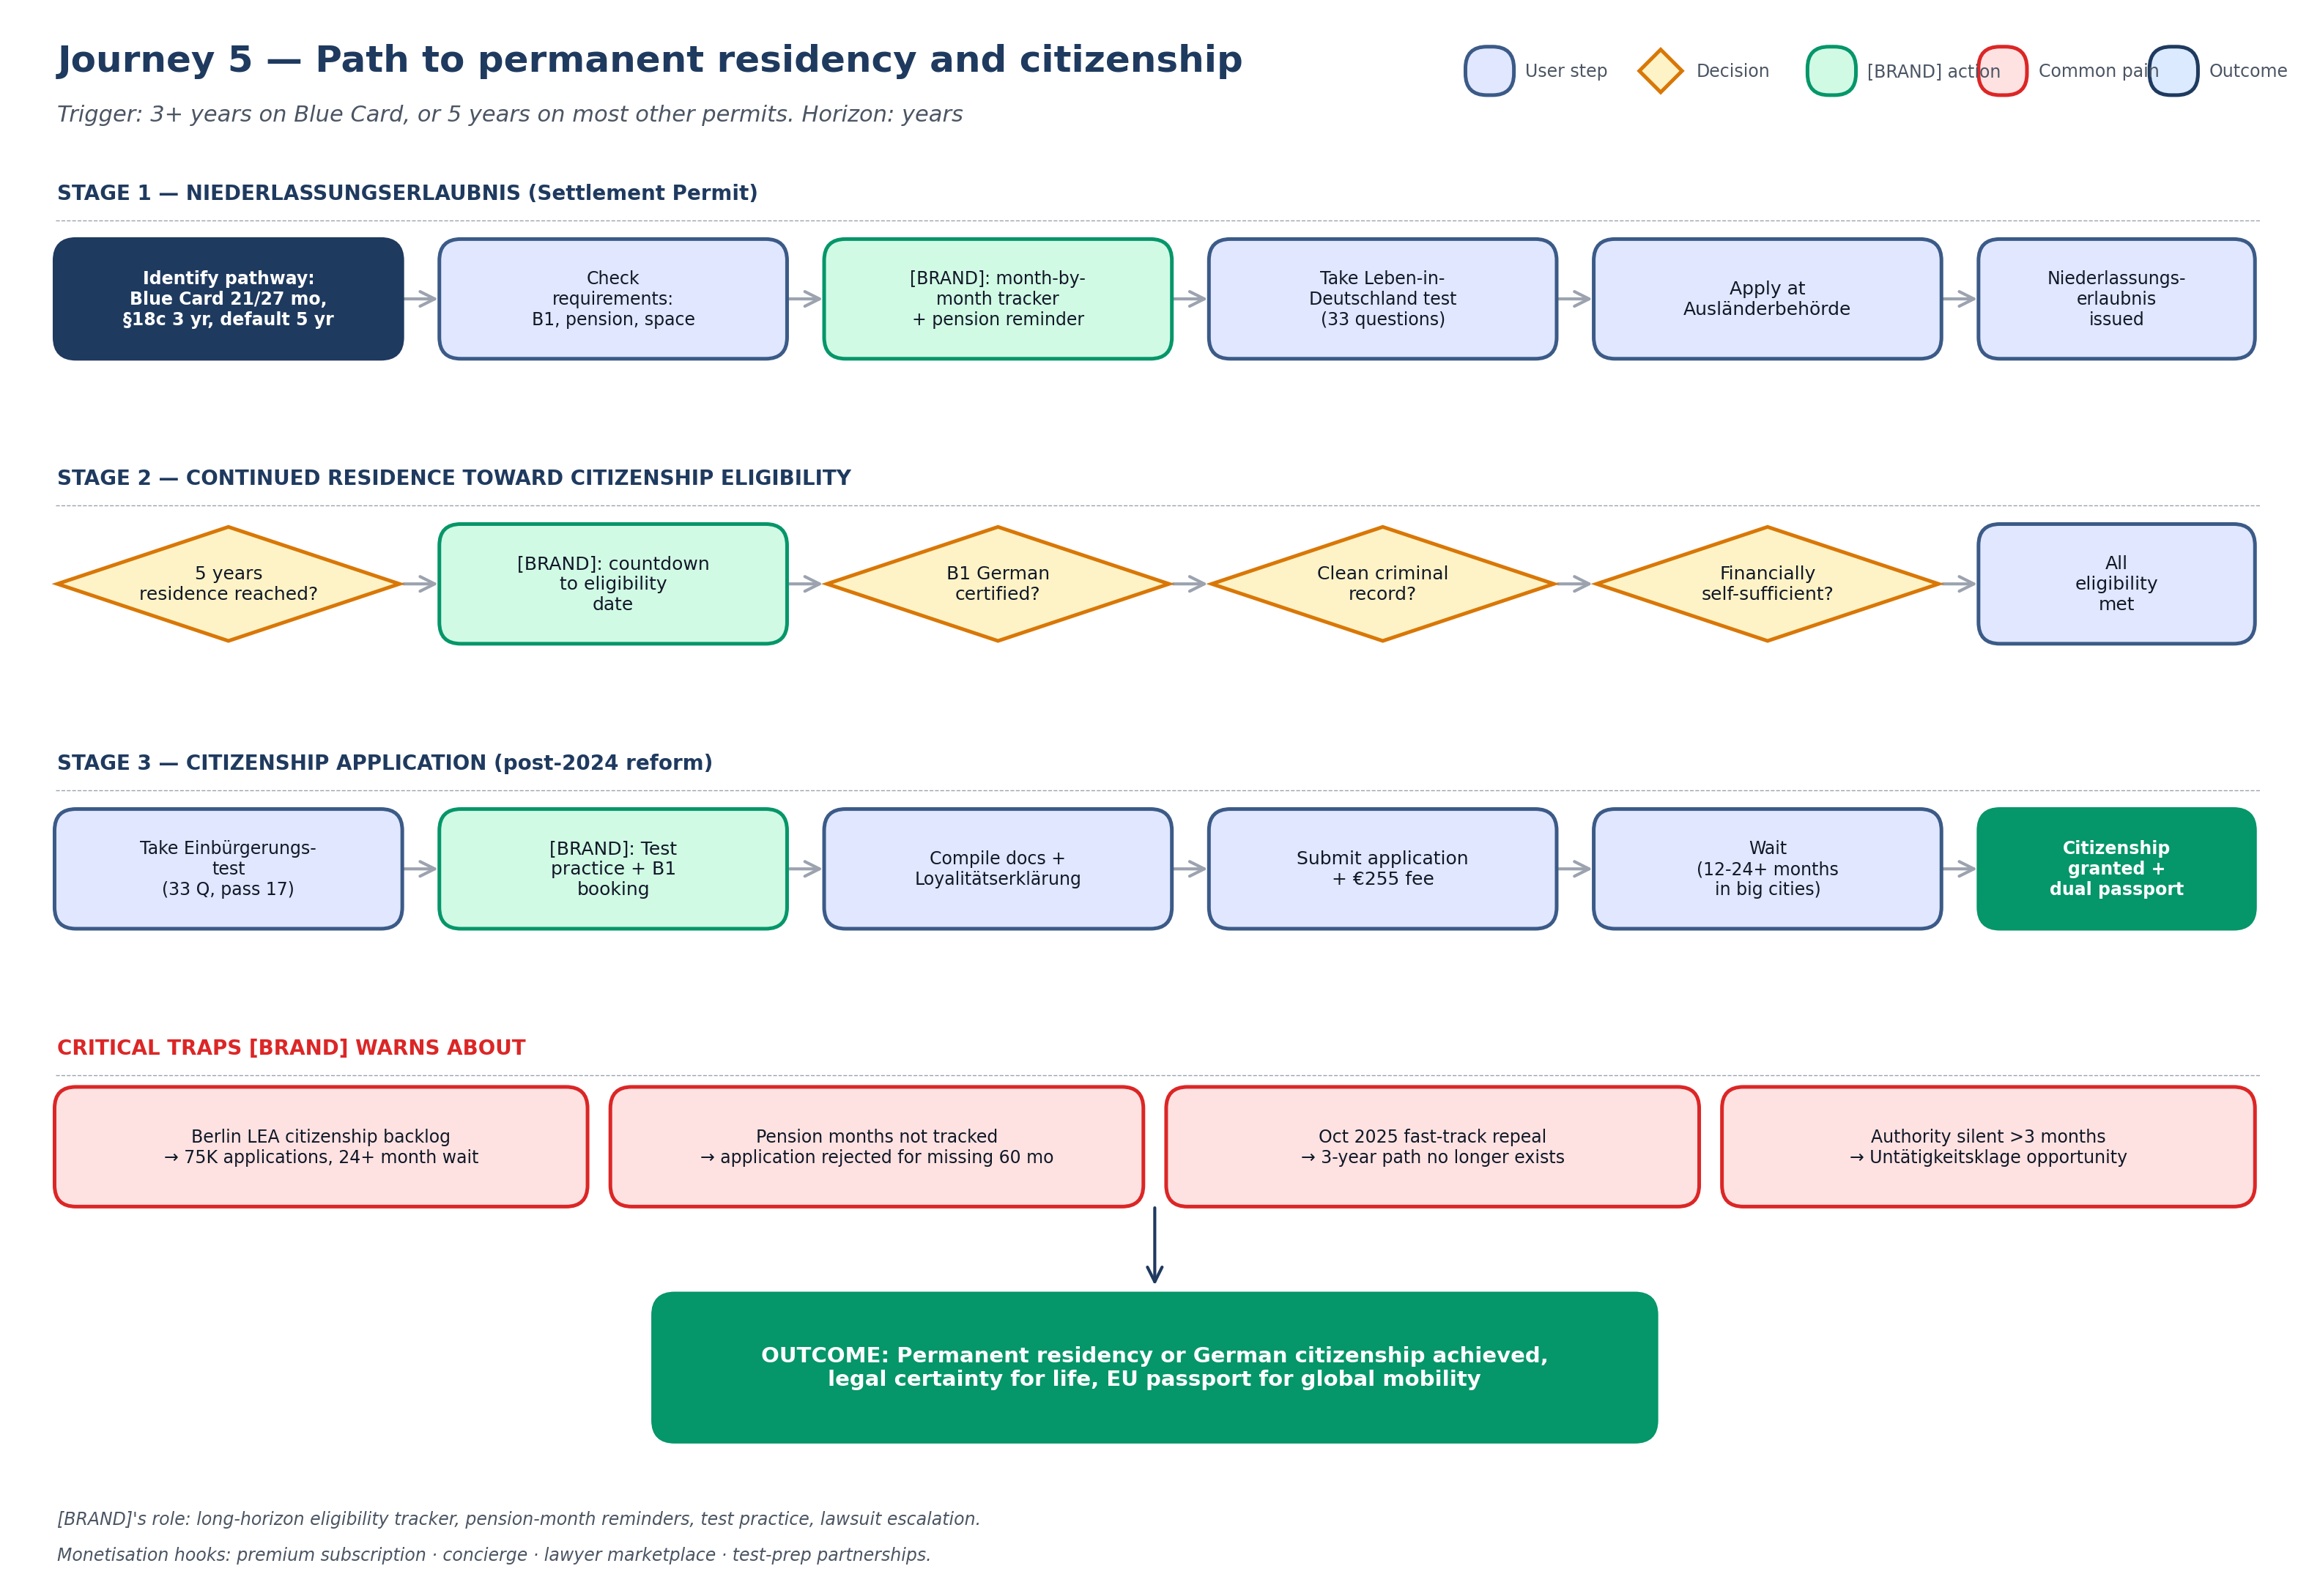 Journey 5 — Path to permanent residency and citizenship
User step
Decision
[BRAND] action
Common pain
Outcome
Trigger: 3+ years on Blue Card, or 5 years on most other permits. Horizon: years
STAGE 1 — NIEDERLASSUNGSERLAUBNIS (Settlement Permit)
Identify pathway:
Blue Card 21/27 mo,
§18c 3 yr, default 5 yr
Check
requirements:
B1, pension, space
[BRAND]: month-by-
month tracker
+ pension reminder
Take Leben-in-
Deutschland test
(33 questions)
Apply at
Ausländerbehörde
Niederlassungs-
erlaubnis
issued
STAGE 2 — CONTINUED RESIDENCE TOWARD CITIZENSHIP ELIGIBILITY
5 years
residence reached?
[BRAND]: countdown
to eligibility
date
B1 German
certified?
Clean criminal
record?
Financially
self-sufficient?
All
eligibility
met
STAGE 3 — CITIZENSHIP APPLICATION (post-2024 reform)
Take Einbürgerungs-
test
(33 Q, pass 17)
[BRAND]: Test
practice + B1
booking
Compile docs +
Loyalitätserklärung
Submit application
+ €255 fee
Wait
(12-24+ months
in big cities)
Citizenship
granted +
dual passport
CRITICAL TRAPS [BRAND] WARNS ABOUT
Berlin LEA citizenship backlog
→ 75K applications, 24+ month wait
Pension months not tracked
→ application rejected for missing 60 mo
Oct 2025 fast-track repeal
→ 3-year path no longer exists
Authority silent >3 months
→ Untätigkeitsklage opportunity
OUTCOME: Permanent residency or German citizenship achieved,
legal certainty for life, EU passport for global mobility
[BRAND]'s role: long-horizon eligibility tracker, pension-month reminders, test practice, lawsuit escalation.
Monetisation hooks: premium subscription · concierge · lawyer marketplace · test-prep partnerships.